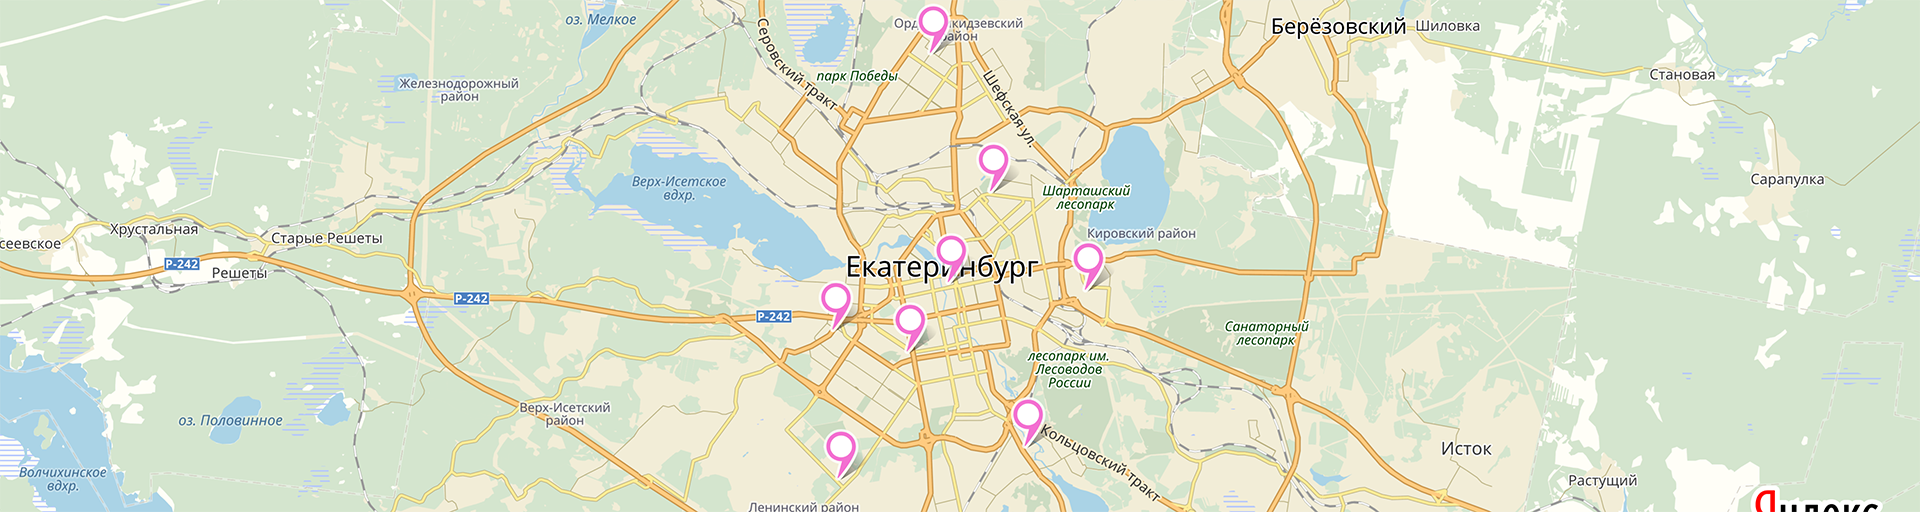 оз. Мелкое
Серовский тракт
район
Берёзовский
Шиловка
Железнодорожный
район
парк Победы
Шефская ул.
Становая
Верх-Исетское
вдхр.
Шарташский
лесопарк
Сарапулка
Хрустальная
Старые Решеты
Кировский район
сеевское
Р-242
Решеты
Екатеринбург
Р-242
Р-242
Санаторный
лесопарк
лесопарк им.
Лесоводов
России
оз. Половинное
Верх-Исетский
район
Кольцовский тракт
Исток
Волчихинское
вдхр.
Растущий
Ленинский район
Яндекс